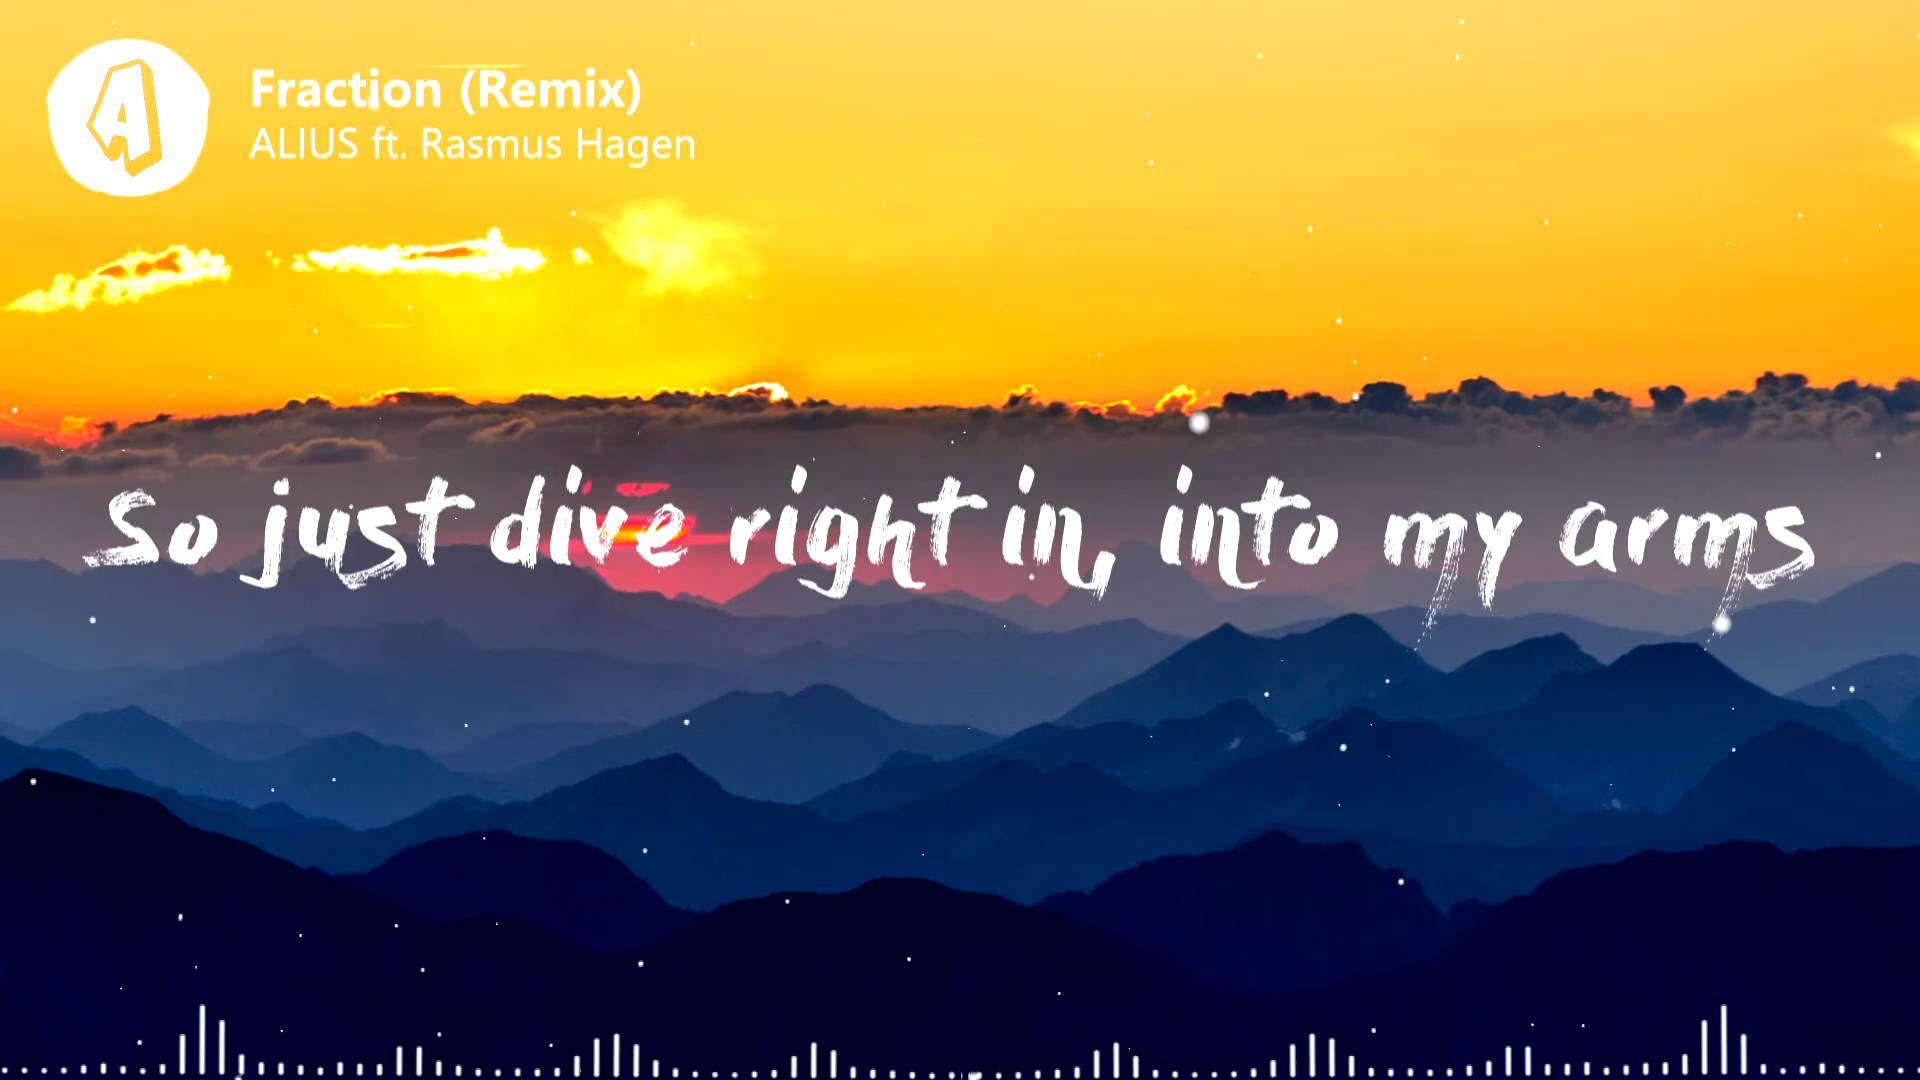 A
Fraction (Remix)
ALIUS ft. Rasmus Hagen
So just dive right in, into my arms